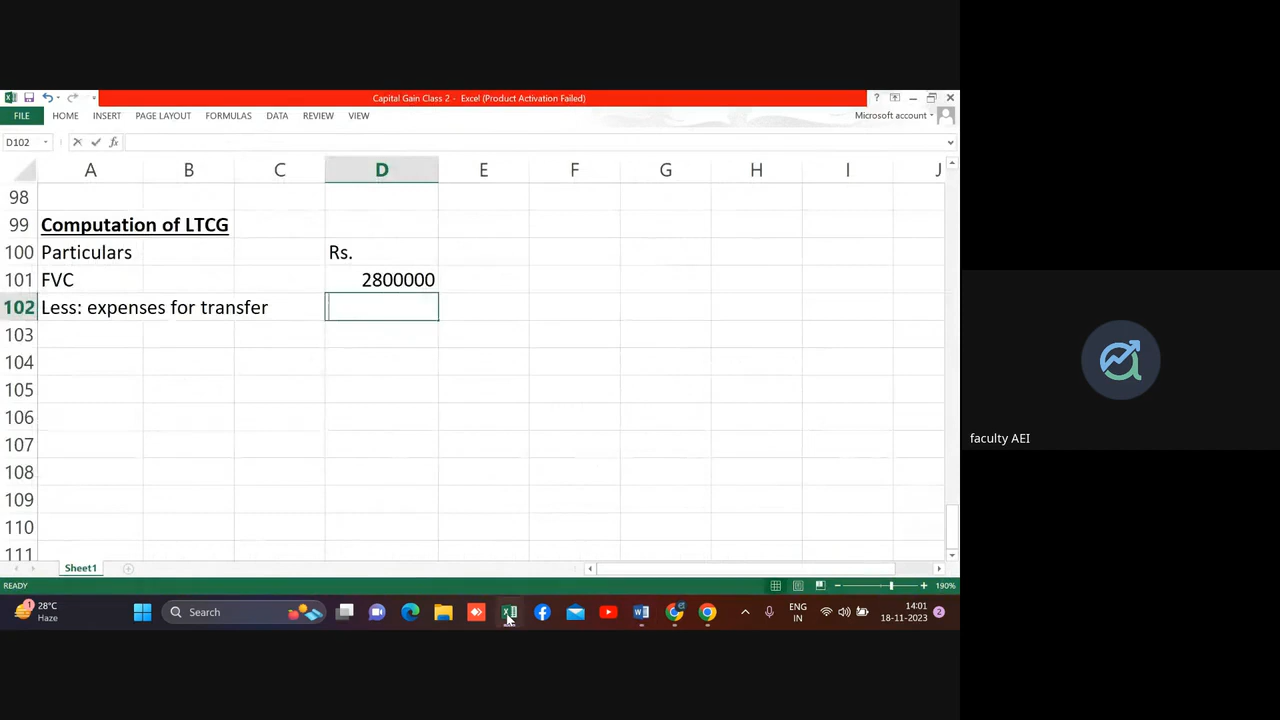 Capital Gain Class 2 - Excel (Product Activation Failed)
?
FILE HOME INSERT PAGE LAYOUT FORMULAS DATA REVIEW VIEW
Microsoft account
D102 fx
A B C D E F G H I J
98
99 Computation of LTCG
100 Particulars Rs.
101 FVC 2800000
102 Less: expenses for transfer
103
104
105
106
107
108
109
110
111
Sheet1
READY
190%
faculty AEI
1
28°C
Haze
Search
ENG
IN
14:01
18-11-2023
2